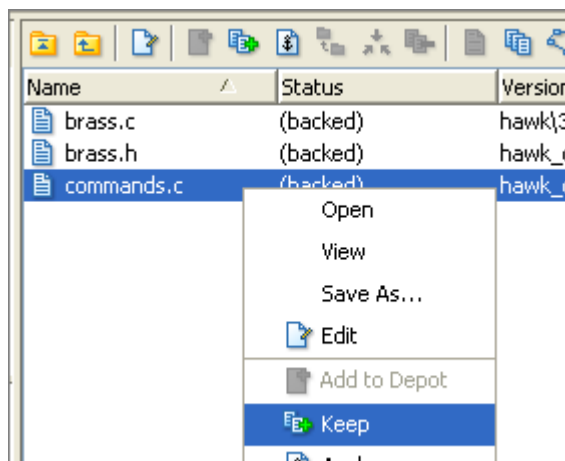 Name Status Version
brass.c (backed) hawk\3
brass.h (backed) hawk_
commands.c (backed) hawk_
Open
View
Save As...
Edit
Add to Depot
Keep